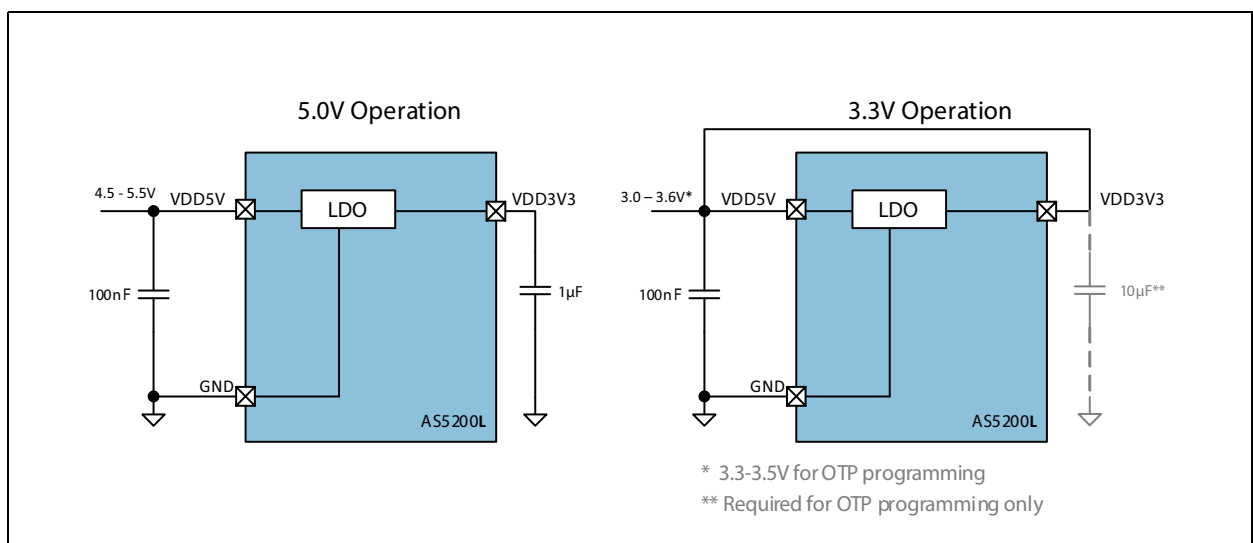 5.0V Operation
4.5 - 5.5V
VDD5V
LDO
VDD3V3
100nF
1µF
GND
AS5200L
3.3V Operation
3.0 – 3.6V*
VDD5V
LDO
VDD3V3
100nF
10µF**
GND
AS5200L
* 3.3-3.5V for OTP programming
** Required for OTP programming only